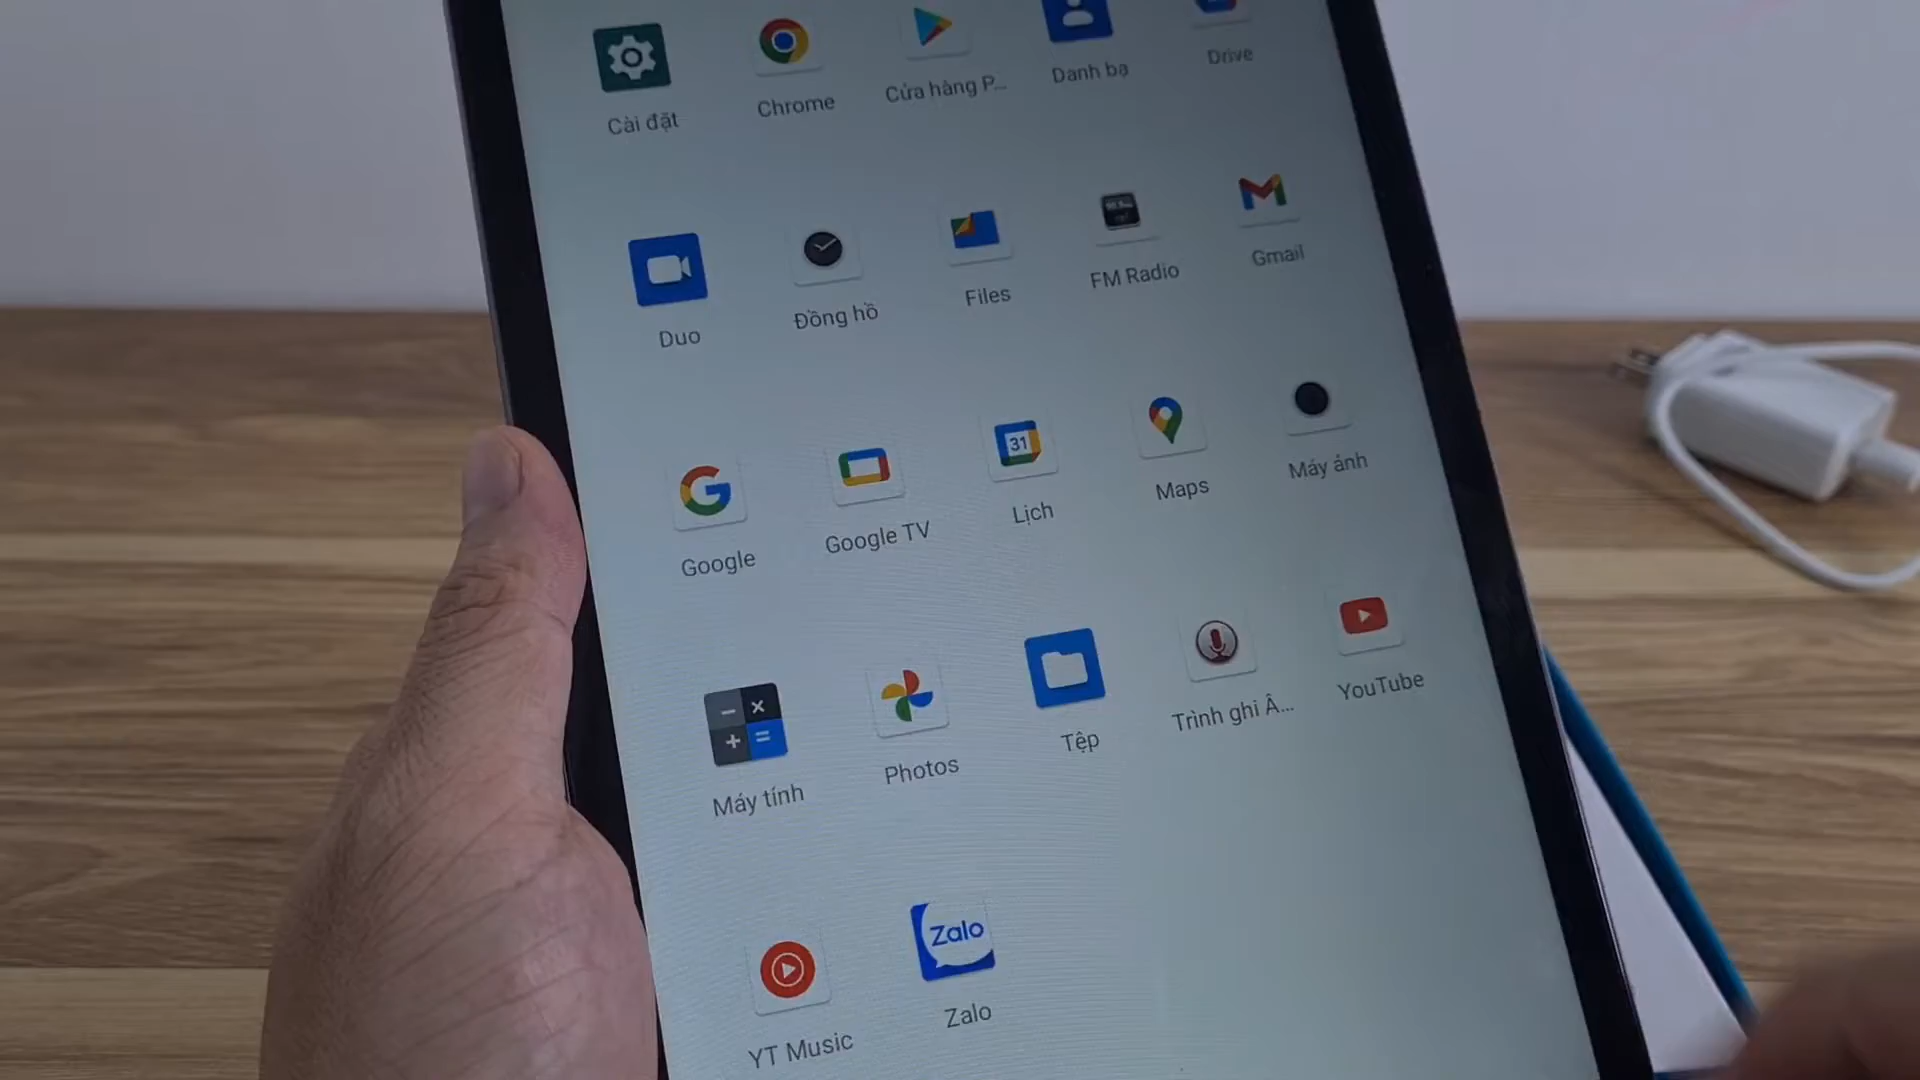 Cài đặt
Chrome
Cửa hàng P...
Danh bạ
Drive
Duo
Đồng hồ
Files
FM Radio
Gmail
Google
Google TV
31
Lịch
Maps
Máy ảnh
Máy tính
Photos
Tệp
Trình ghi Â...
YouTube
YT Music
Zalo
Zalo